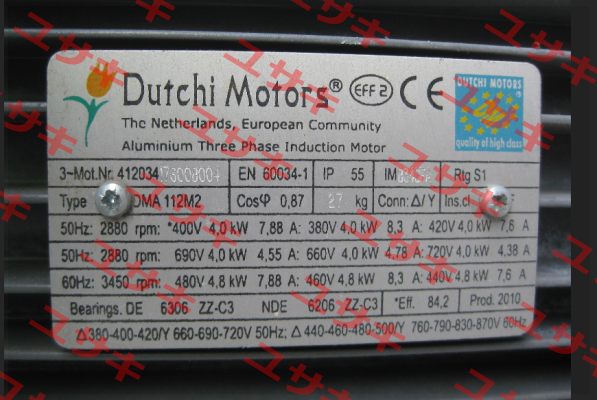 Dutchi Motors® EFF 2 CE
DUTCHI MOTORS
The Netherlands, European Community
Aluminium Three Phase Induction Motor
quality of high class
3~Mot.Nr. EN 60034-1 IP 55 Rtg S1
Type DMA 112M2 Cosφ 0,87 kg Conn: Δ/Y Ins.cl
50Hz: 2880 rpm: *400V 4,0 kW 7,88 A: 380V 4,0 kW 8,3 A: 420V 4,0 kW 7,6 A
50Hz: 2880 rpm: 690V 4,0 kW 4,55 A: 660V 4,0 kW 4,78 A: 720V 4,0 kW 4,38 A
60Hz: 3450 rpm: 480V 4,8 kW 7,88 A: 460V 4,8 kW 8,3 A: 440V 4,8 kW 7,6 A
Bearings. DE 6306 ZZ-C3 NDE 6206 ZZ-C3 *Eff. 84,2 Prod. 2010
Δ380-400-420/Y 660-690-720V 50Hz; Δ 440-460-480-500/Y 760-790-830-870V 60Hz
ユサキ